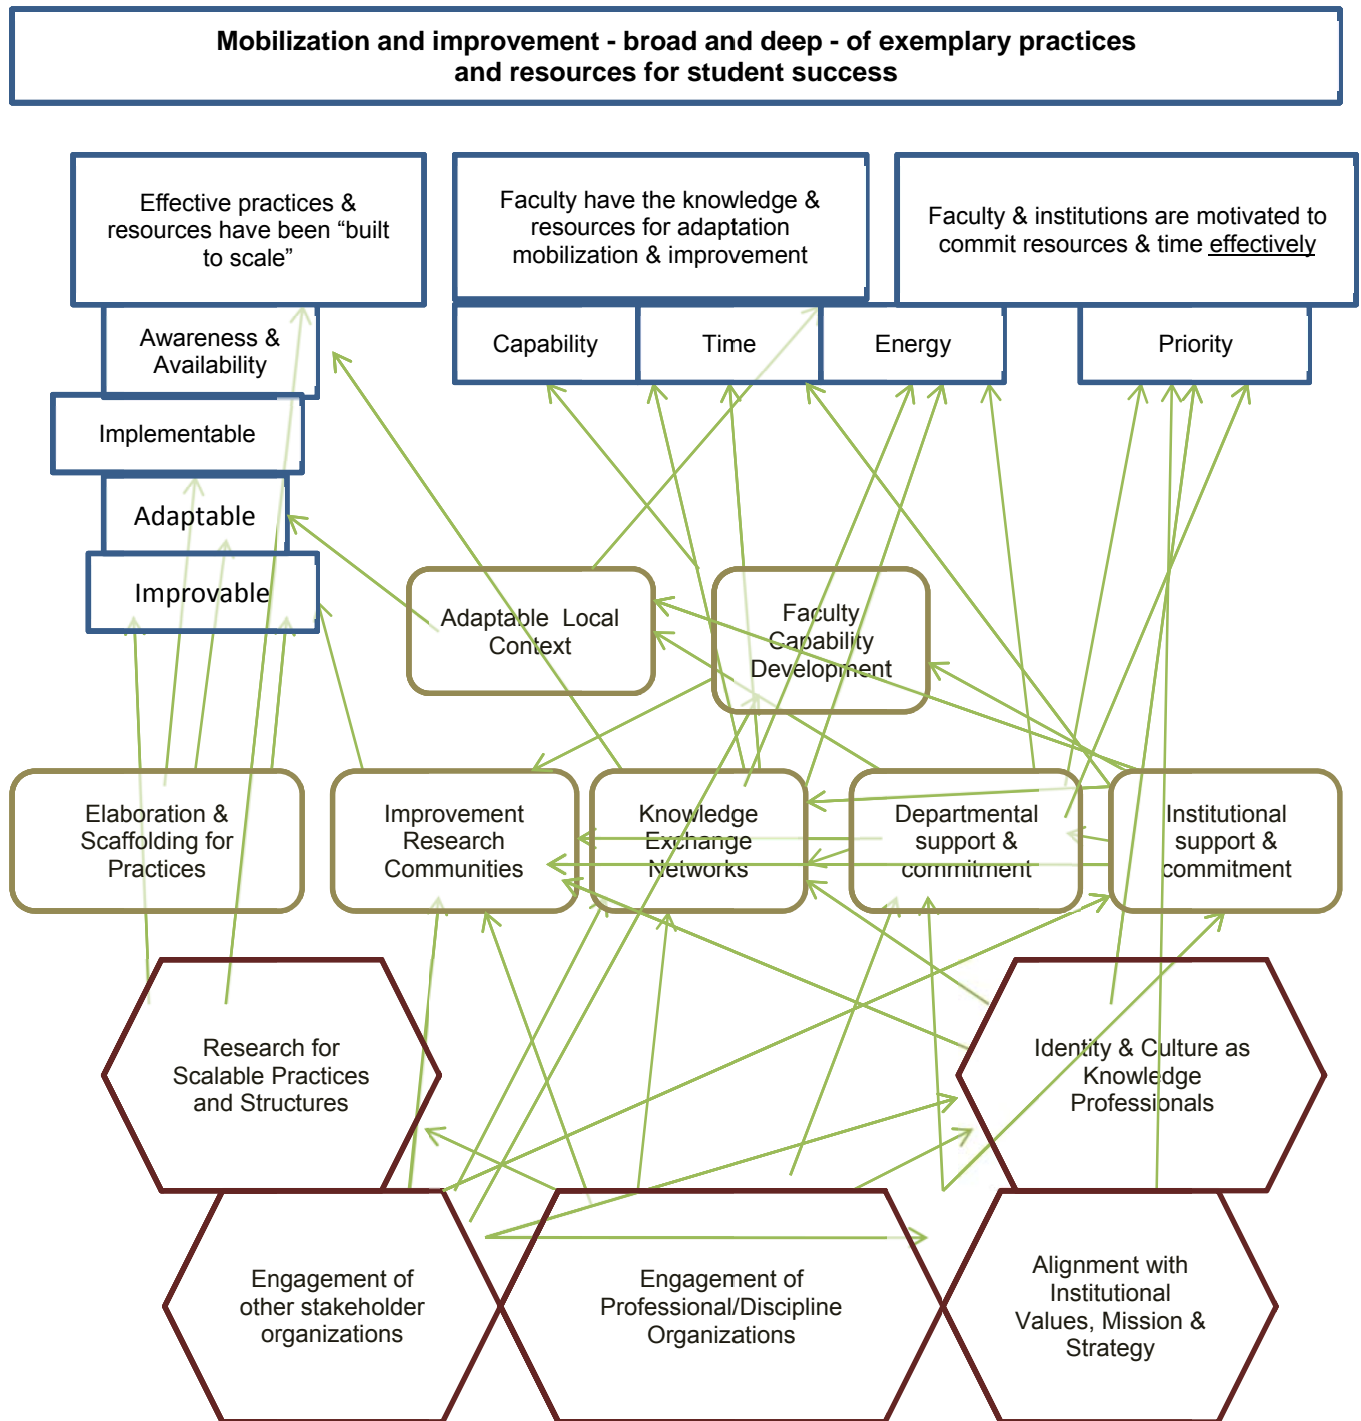 Mobilization and improvement - broad and deep - of exemplary practices
and resources for student success
Effective practices &
resources have been “built
to scale”
Faculty have the knowledge &
resources for adaptation
mobilization & improvement
Faculty & institutions are motivated to
commit resources & time effectively
Awareness &
Availability
Capability
Time
Energy
Priority
Implementable
Adaptable
Improvable
Adaptable Local
Context
Faculty
Capability
Development
Elaboration &
Scaffolding for
Practices
Improvement
Research
Communities
Knowledge
Exchange
Networks
Departmental
support &
commitment
Institutional
support &
commitment
Research for
Scalable Practices
and Structures
Identity & Culture as
Knowledge
Professionals
Engagement of
other stakeholder
organizations
Engagement of
Professional/Discipline
Organizations
Alignment with
Institutional
Values, Mission &
Strategy